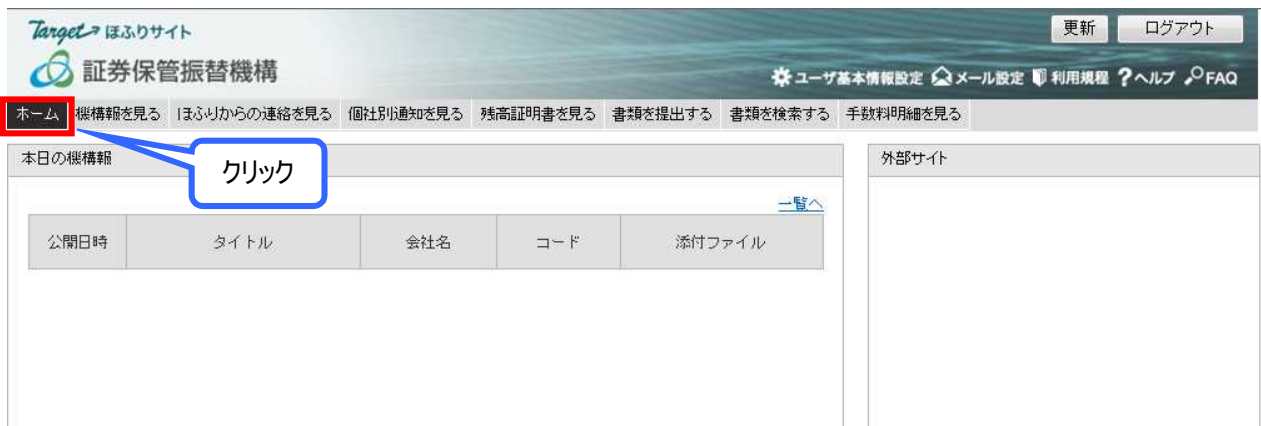 Target ほふりサイト
更新 ログアウト
証券保管振替機構
ユーザ基本情報設定 メール設定 利用規程 ?ヘルプ FAQ
ホーム 機構報を見る ほふりからの連絡を見る 個社別通知を見る 残高証明書を見る 書類を提出する 書類を検索する 手数料明細を見る
本日の機構報 外部サイト
クリック
一覧へ
公開日時 タイトル 会社名 コード 添付ファイル